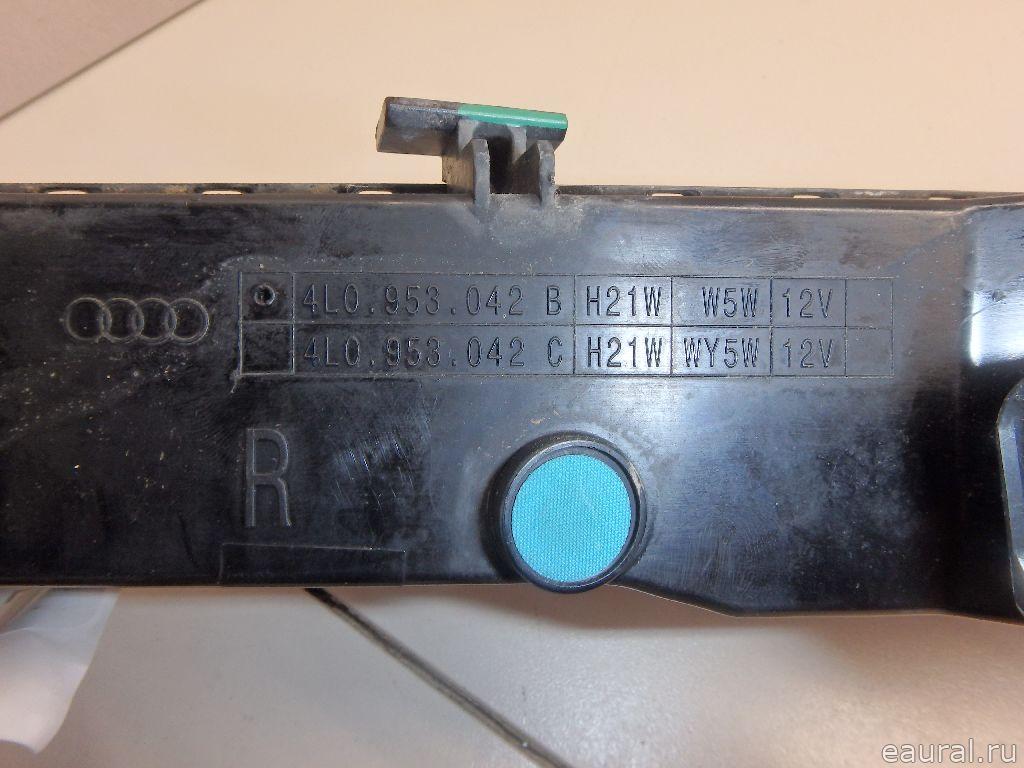 4L0.953.042 B H21W W5W 12V
4L0.953.042 C H21W WY5W 12V
R
eaural.ru